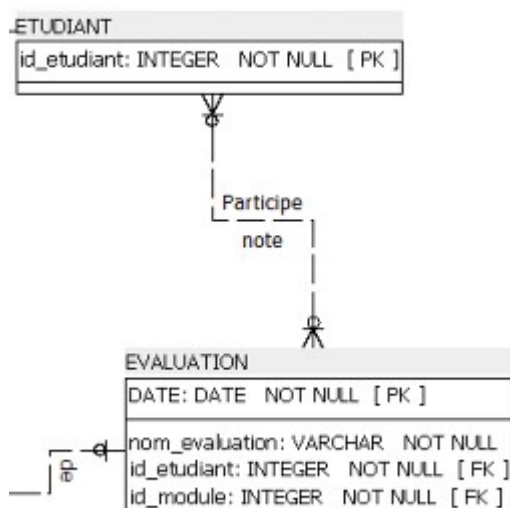 ETUDIANT
id_etudiant: INTEGER NOT NULL [ PK ]
Participe
note
EVALUATION
DATE: DATE NOT NULL [ PK ]
nom_evaluation: VARCHAR NOT NULL
id_etudiant: INTEGER NOT NULL [ FK ]
id_module: INTEGER NOT NULL [ FK ]
de